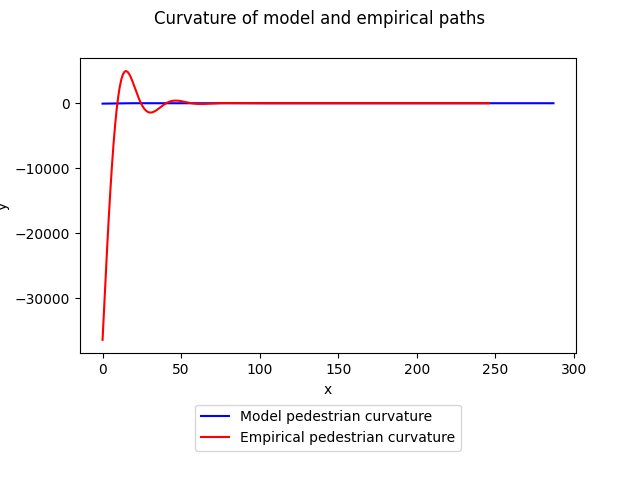 Curvature of model and empirical paths
0
−10000
−20000
−30000
y
0 50 100 150 200 250 300
x
Model pedestrian curvature
Empirical pedestrian curvature